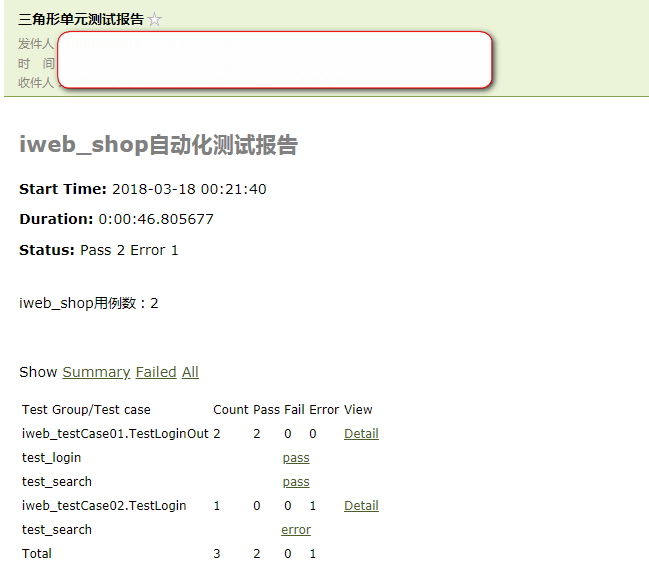 三角形单元测试报告
发件人
时 间
收件人：
iweb_shop自动化测试报告
Start Time: 2018-03-18 00:21:40
Duration: 0:00:46.805677
Status: Pass 2 Error 1
iweb_shop用例数：2
Show Summary Failed All
Test Group/Test case Count Pass Fail Error View
iweb_testCase01.TestLoginOut 2 2 0 0 Detail
test_login pass
test_search pass
iweb_testCase02.TestLogin 1 0 0 1 Detail
test_search error
Total 3 2 0 1